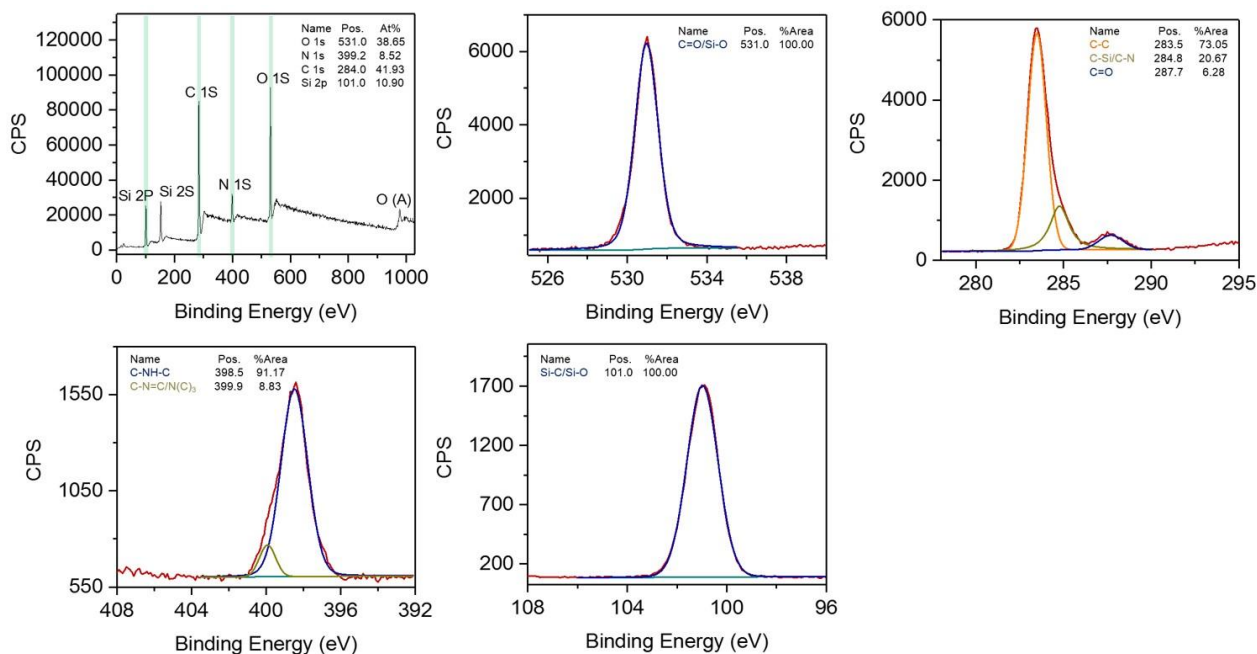 Name Pos. At%
O 1s 531.0 38.65
N 1s 399.2 8.52
C 1s 284.0 41.93
Si 2p 101.0 10.90
120000
100000
80000
60000
40000
20000
0
CPS
Si 2P
Si 2S
C 1S
N 1S
O 1S
O (A)
0 200 400 600 800 1000
Binding Energy (eV)
Name Pos. %Area
C=O/Si-O 531.0 100.00
6000
4000
2000
CPS
526 530 534 538
Binding Energy (eV)
Name Pos. %Area
C-C 283.5 73.05
C-Si/C-N 284.8 20.67
C=O 287.7 6.28
6000
4000
2000
0
CPS
280 285 290 295
Binding Energy (eV)
Name Pos. %Area
C-NH-C 398.5 91.17
C-N=C/N(C)₃ 399.9 8.83
1550
1050
550
CPS
408 404 400 396 392
Binding Energy (eV)
Name Pos. %Area
Si-C/Si-O 101.0 100.00
1700
1200
700
200
CPS
108 104 100 96
Binding Energy (eV)